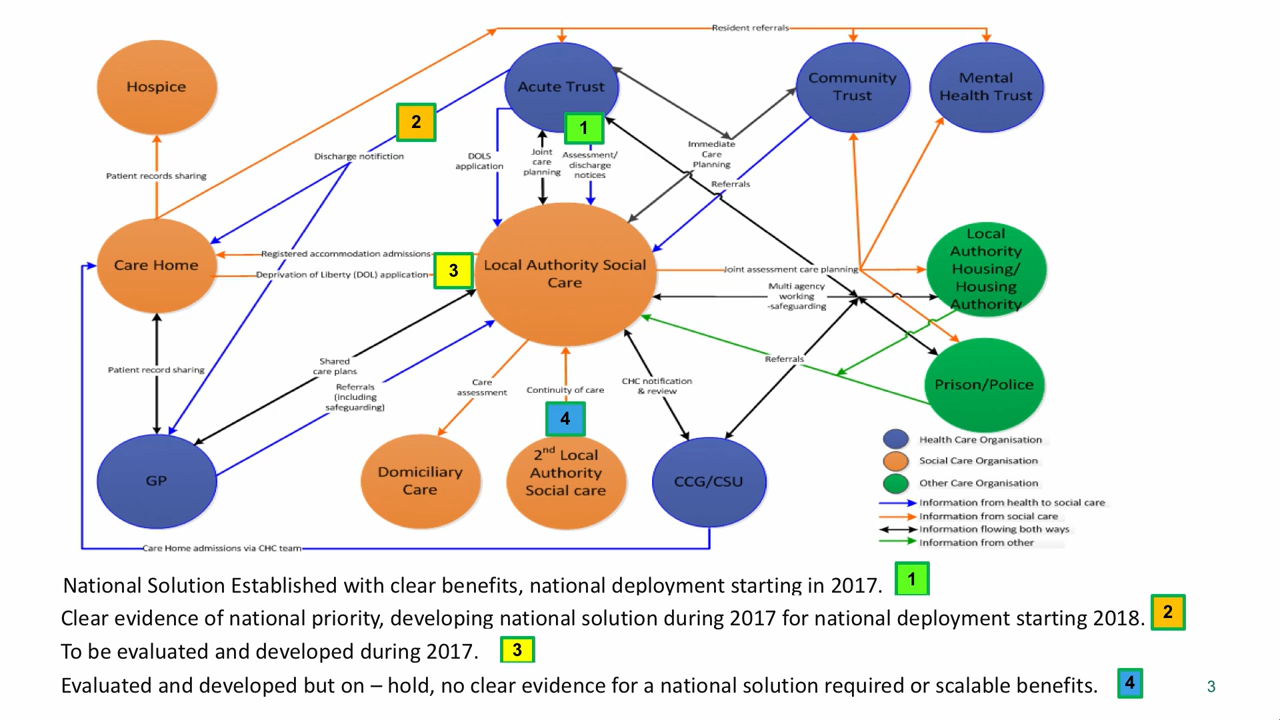 Resident referrals
Hospice
Acute Trust
Community
Trust
Mental
Health Trust
2
1
Discharge notifiction
DOLS
application
Joint
care
planning
Assessment/
discharge
notices
Immediate
Care
Planning
Patient records sharing
Referrals
Care Home
Registered accommodation admissions
Deprivation of Liberty (DOL) application
3
Local Authority Social
Care
Joint assessment care planning
Local
Authority
Housing/
Housing
Authority
Multi agency
working
-safeguarding
Patient record sharing
Shared
care plans
Referrals
(including
safeguarding)
Care
assessment
Continuity of care
CHC notification
& review
Referrals
Prison/Police
4
GP
Domiciliary
Care
2nd Local
Authority
Social care
CCG/CSU
Health Care Organisation
Social Care Organisation
Other Care Organisation
Information from health to social care
Information from social care
Information flowing both ways
Information from other
Care Home admissions via CHC team
National Solution Established with clear benefits, national deployment starting in 2017. 1
Clear evidence of national priority, developing national solution during 2017 for national deployment starting 2018. 2
To be evaluated and developed during 2017. 3
Evaluated and developed but on – hold, no clear evidence for a national solution required or scalable benefits. 4
3